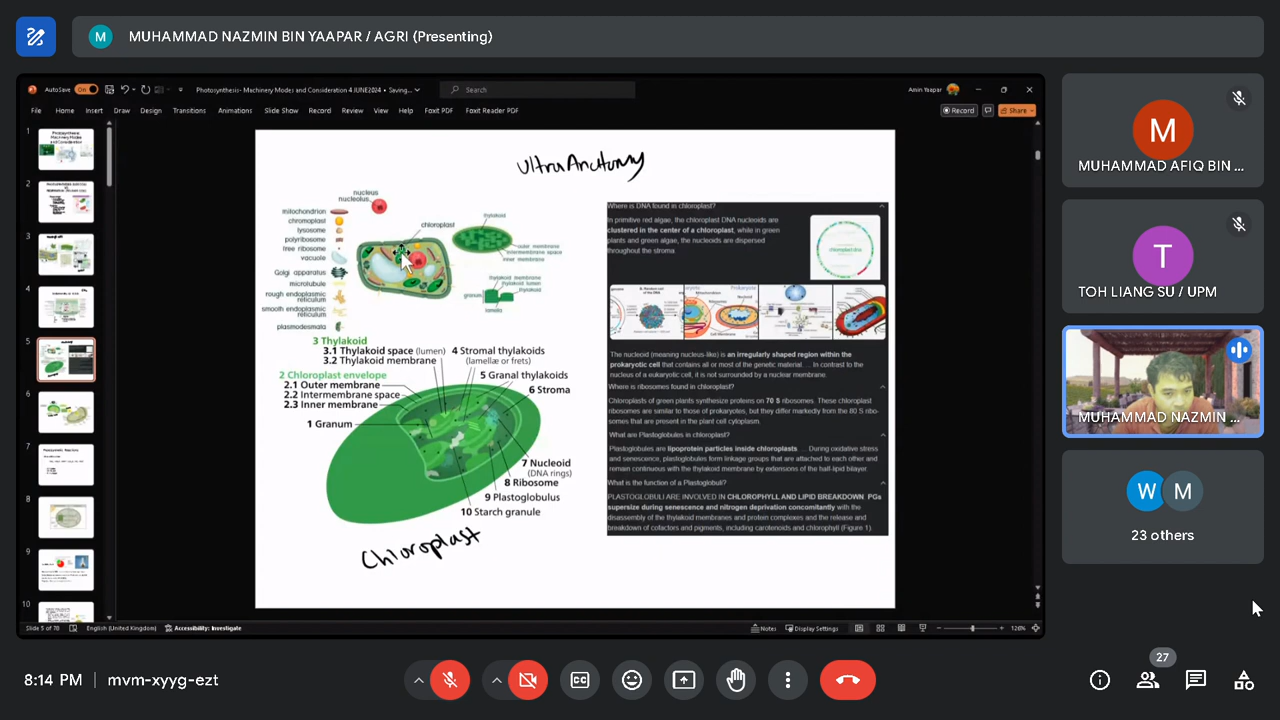 M MUHAMMAD NAZMIN BIN YAAPAR / AGRI (Presenting)
AutoSave On
Photosynthesis- Machinery Modes and Consideration 4 JUNE2024 • Saving...
Search
Amin Yaapar
File Home Insert Draw Design Transitions Animations Slide Show Record Review View Help Foxit PDF Foxit Reader PDF
Record
Share
1
2
3
4
5
6
7
8
9
10
UltraAnatomy
nucleus
nucleolus
mitochondrion
chromoplast
lysosome
polyribosome
free ribosome
vacuole
Golgi apparatus
microtubule
rough endoplasmic
reticulum
smooth endoplasmic
reticulum
plasmodesmata
chloroplast
thylakoid
outer membrane
intermembrane space
inner membrane
thylakoid membrane
thylakoid lumen
thylakoid
granum
lamella
3 Thylakoid
3.1 Thylakoid space (lumen)
3.2 Thylakoid membrane
4 Stromal thylakoids
(lamellæ or frets)
2 Chloroplast envelope
2.1 Outer membrane
2.2 Intermembrane space
2.3 Inner membrane
5 Granal thylakoids
6 Stroma
1 Granum
7 Nucleoid
(DNA rings)
8 Ribosome
9 Plastoglobulus
10 Starch granule
Chloroplast
Where is DNA found in chloroplast?
In primitive red algae, the chloroplast DNA nucleoids are
clustered in the center of a chloroplast, while in green
plants and green algae, the nucleoids are dispersed
throughout the stroma.
chloroplast DNA
The nucleoid (meaning nucleus-like) is an irregularly shaped region within the
prokaryotic cell that contains all or most of the genetic material. ... In contrast to the
nucleus of a eukaryotic cell, it is not surrounded by a nuclear membrane.
Where is ribosomes found in chloroplast?
Chloroplasts of green plants synthesize proteins on 70 S ribosomes. These chloroplast
ribosomes are similar to those of prokaryotes, but they differ markedly from the 80 S ribo-
somes that are present in the plant cell cytoplasm.
What are Plastoglobules in chloroplast?
Plastoglobules are lipoprotein particles inside chloroplasts. ... During oxidative stress
and senescence, plastoglobules form linkage groups that are attached to each other and
remain continuous with the thylakoid membrane by extensions of the half-lipid bilayer.
What is the function of a Plastoglobuli?
PLASTOGLOBULI ARE INVOLVED IN CHLOROPHYLL AND LIPID BREAKDOWN PGs
supersize during senescence and nitrogen deprivation concomitantly with the
disassembly of the thylakoid membranes and protein complexes and the release and
breakdown of cofactors and pigments, including carotenoids and chlorophyll (Figure 1).
Slide 5 of 78 English (United Kingdom) Accessibility: Investigate
Notes Display Settings 126%
M
MUHAMMAD AFIQ BIN ...
T
TOH LIANG SU / UPM
MUHAMMAD NAZMIN ...
W M
23 others
8:14 PM | mvm-xyyg-ezt
27